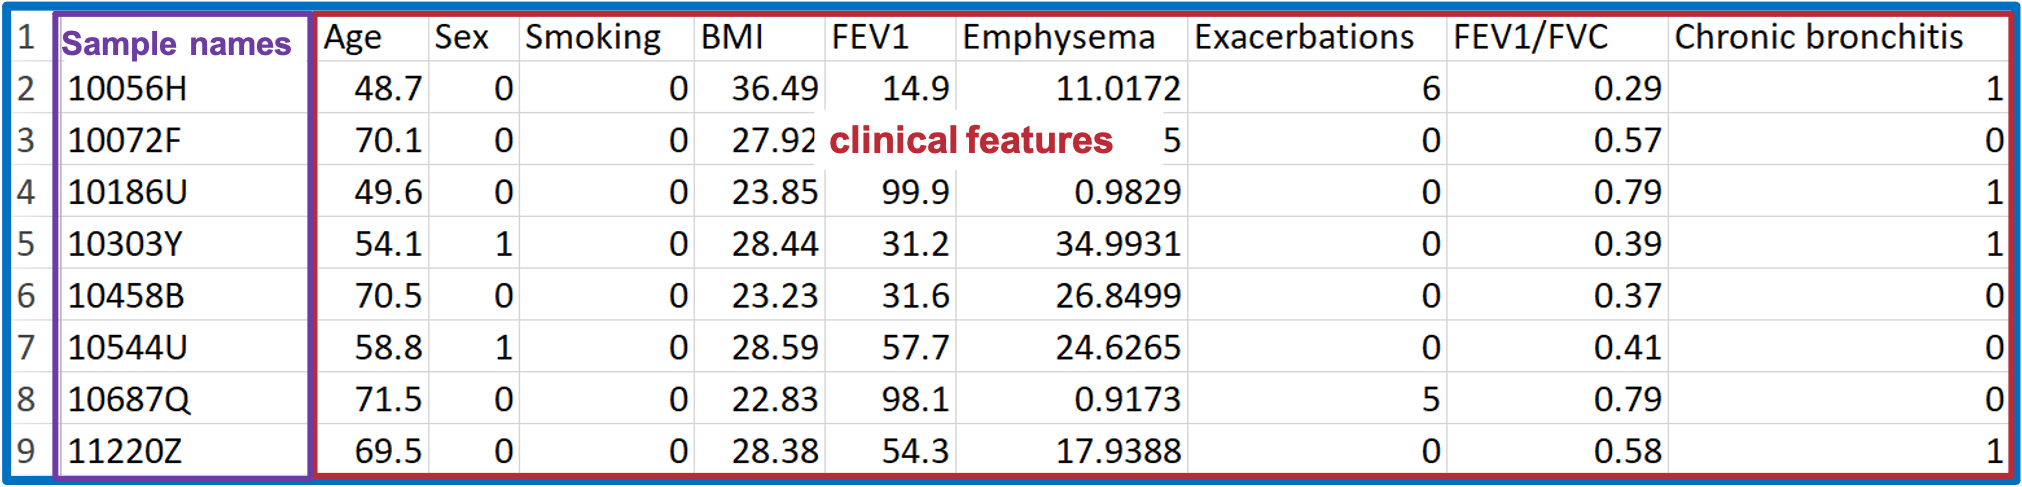 1 Sample names Age Sex Smoking BMI FEV1 Emphysema Exacerbations FEV1/FVC Chronic bronchitis
2 10056H 48.7 0 0 36.49 14.9 11.0172 6 0.29 1
3 10072F 70.1 0 0 27.92 clinical features 5 0 0.57 0
4 10186U 49.6 0 0 23.85 99.9 0.9829 0 0.79 1
5 10303Y 54.1 1 0 28.44 31.2 34.9931 0 0.39 1
6 10458B 70.5 0 0 23.23 31.6 26.8499 0 0.37 0
7 10544U 58.8 1 0 28.59 57.7 24.6265 0 0.41 0
8 10687Q 71.5 0 0 22.83 98.1 0.9173 5 0.79 0
9 11220Z 69.5 0 0 28.38 54.3 17.9388 0 0.58 1